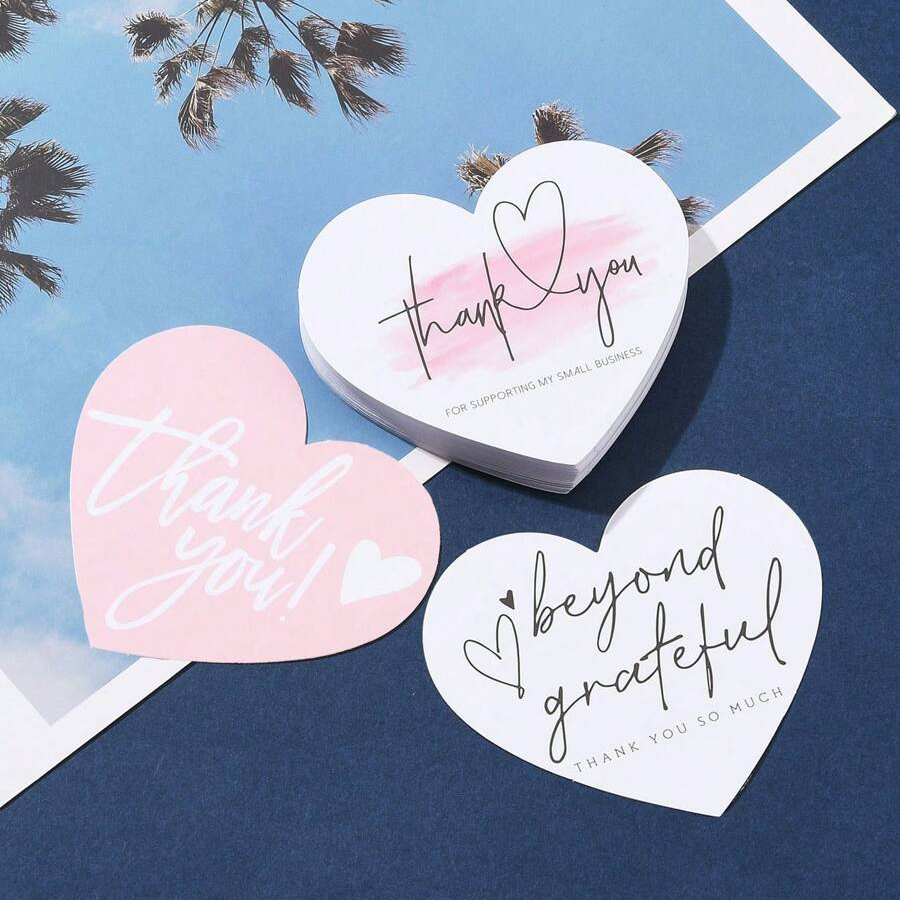 thank you
FOR SUPPORTING MY SMALL BUSINESS
thank
you!
beyond
grateful
THANK YOU SO MUCH